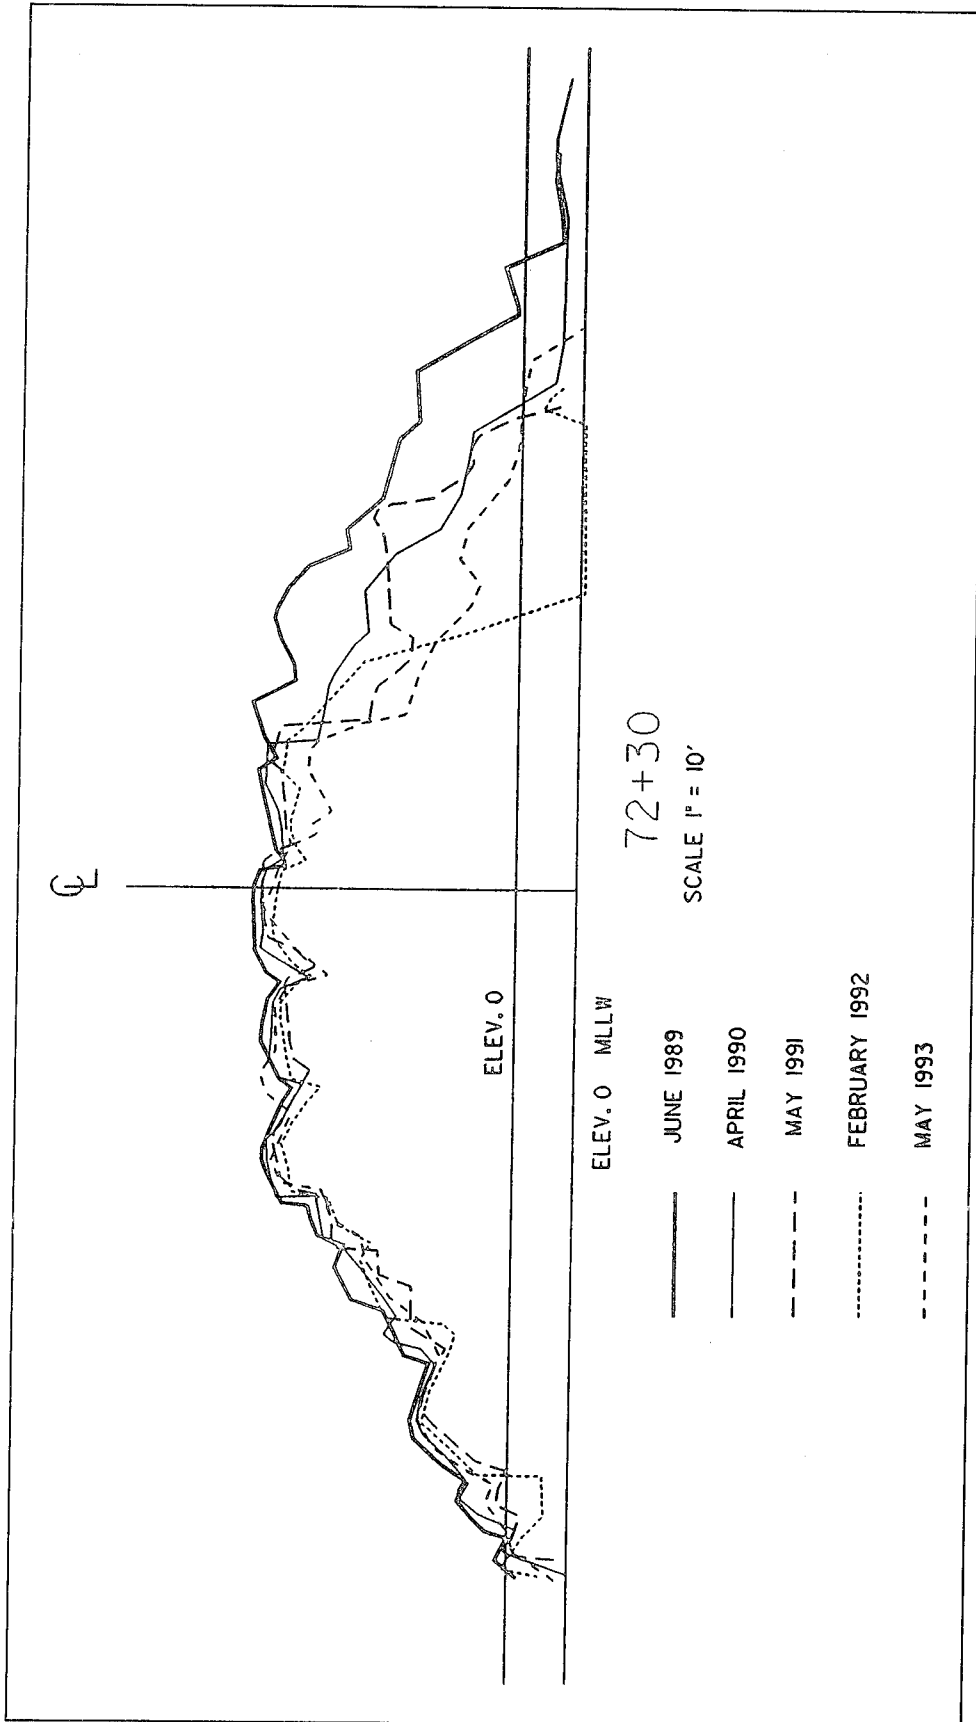 ℄
ELEV. 0
ELEV. 0 MLLW
72+30
SCALE 1" = 10'
JUNE 1989
APRIL 1990
MAY 1991
FEBRUARY 1992
MAY 1993